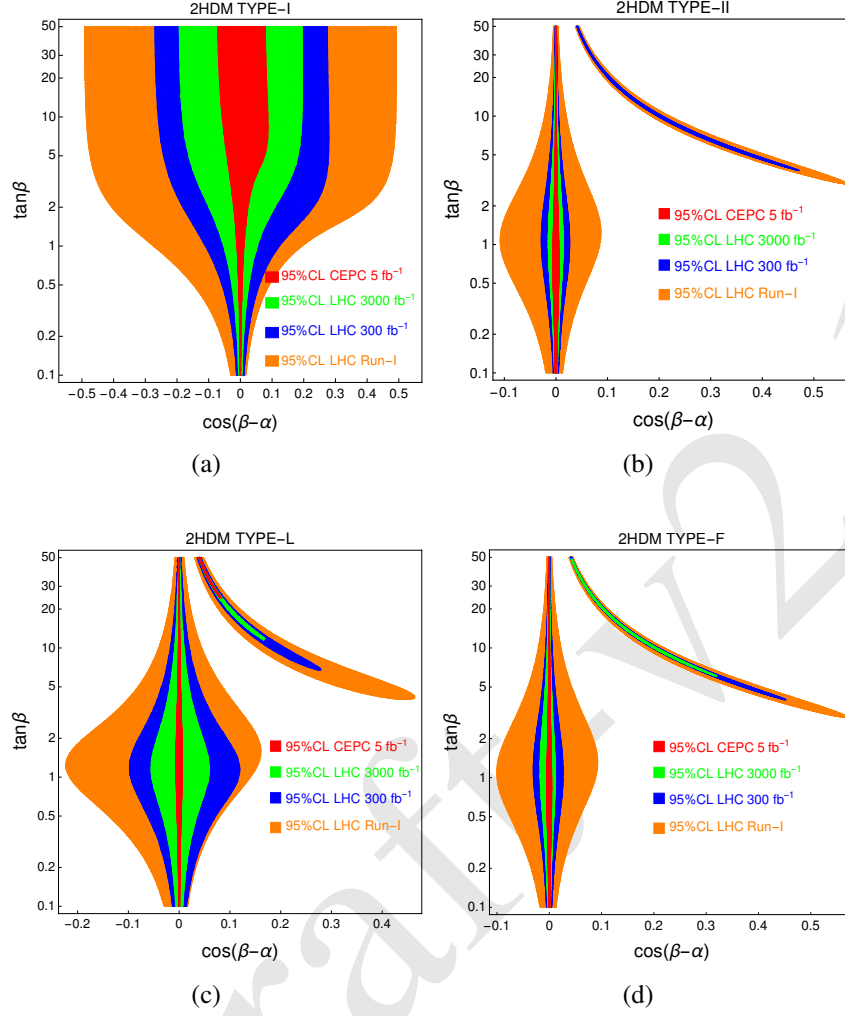 2HDM TYPE-I
50
30
20
10
5
2
1
0.5
0.2
0.1
tanβ
95%CL CEPC 5 fb⁻¹
95%CL LHC 3000 fb⁻¹
95%CL LHC 300 fb⁻¹
95%CL LHC Run-I
-0.5 -0.4 -0.3 -0.2 -0.1 0 0.1 0.2 0.3 0.4 0.5
cos(β-α)
(a)
2HDM TYPE-II
50
30
20
10
5
2
1
0.5
0.2
0.1
tanβ
95%CL CEPC 5 fb⁻¹
95%CL LHC 3000 fb⁻¹
95%CL LHC 300 fb⁻¹
95%CL LHC Run-I
-0.1 0 0.1 0.2 0.3 0.4 0.5
cos(β-α)
(b)
2HDM TYPE-L
50
30
20
10
5
2
1
0.5
0.2
0.1
tanβ
95%CL CEPC 5 fb⁻¹
95%CL LHC 3000 fb⁻¹
95%CL LHC 300 fb⁻¹
95%CL LHC Run-I
-0.2 -0.1 0 0.1 0.2 0.3 0.4
cos(β-α)
(c)
2HDM TYPE-F
50
30
20
10
5
2
1
0.5
0.2
0.1
tanβ
95%CL CEPC 5 fb⁻¹
95%CL LHC 3000 fb⁻¹
95%CL LHC 300 fb⁻¹
95%CL LHC Run-I
-0.1 0 0.1 0.2 0.3 0.4 0.5
cos(β-α)
(d)
raft-v2